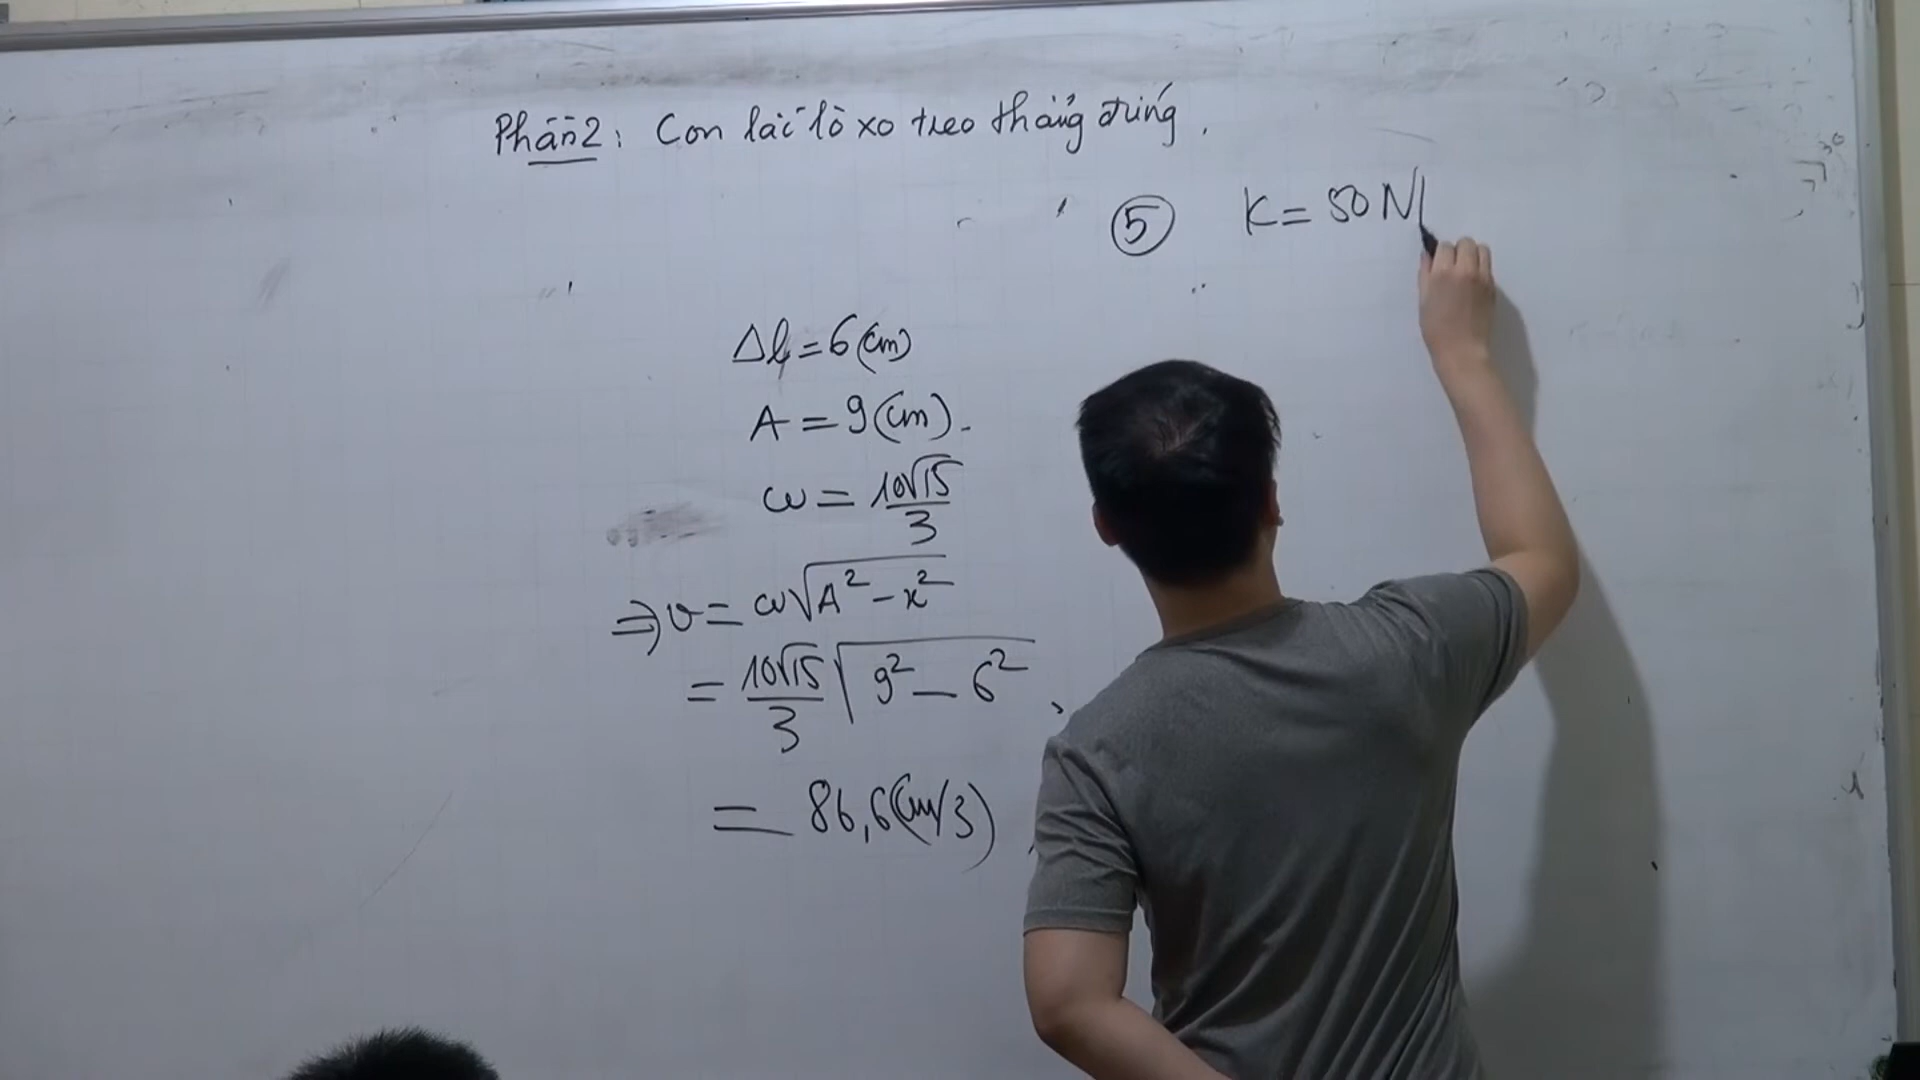 Phần 2: Con lắc lò xo treo thẳng đứng.
⑤ K = 50 N/
Δl = 6 (cm)
A = 9 (cm).
ω = 10√15/3
⇒ v = ω√(A² - x²)
= 10√15/3 √(9² - 6²)
= 86,6 (cm/s)